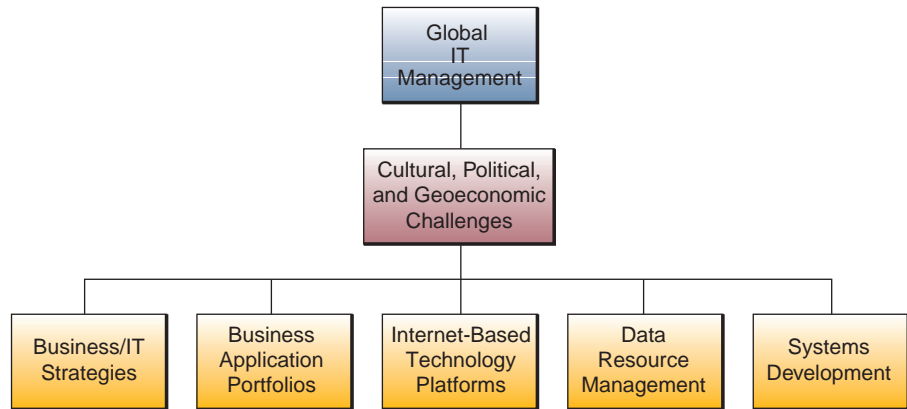 Global
IT
Management
Cultural, Political,
and Geoeconomic
Challenges
Business/IT
Strategies
Business
Application
Portfolios
Internet-Based
Technology
Platforms
Data
Resource
Management
Systems
Development